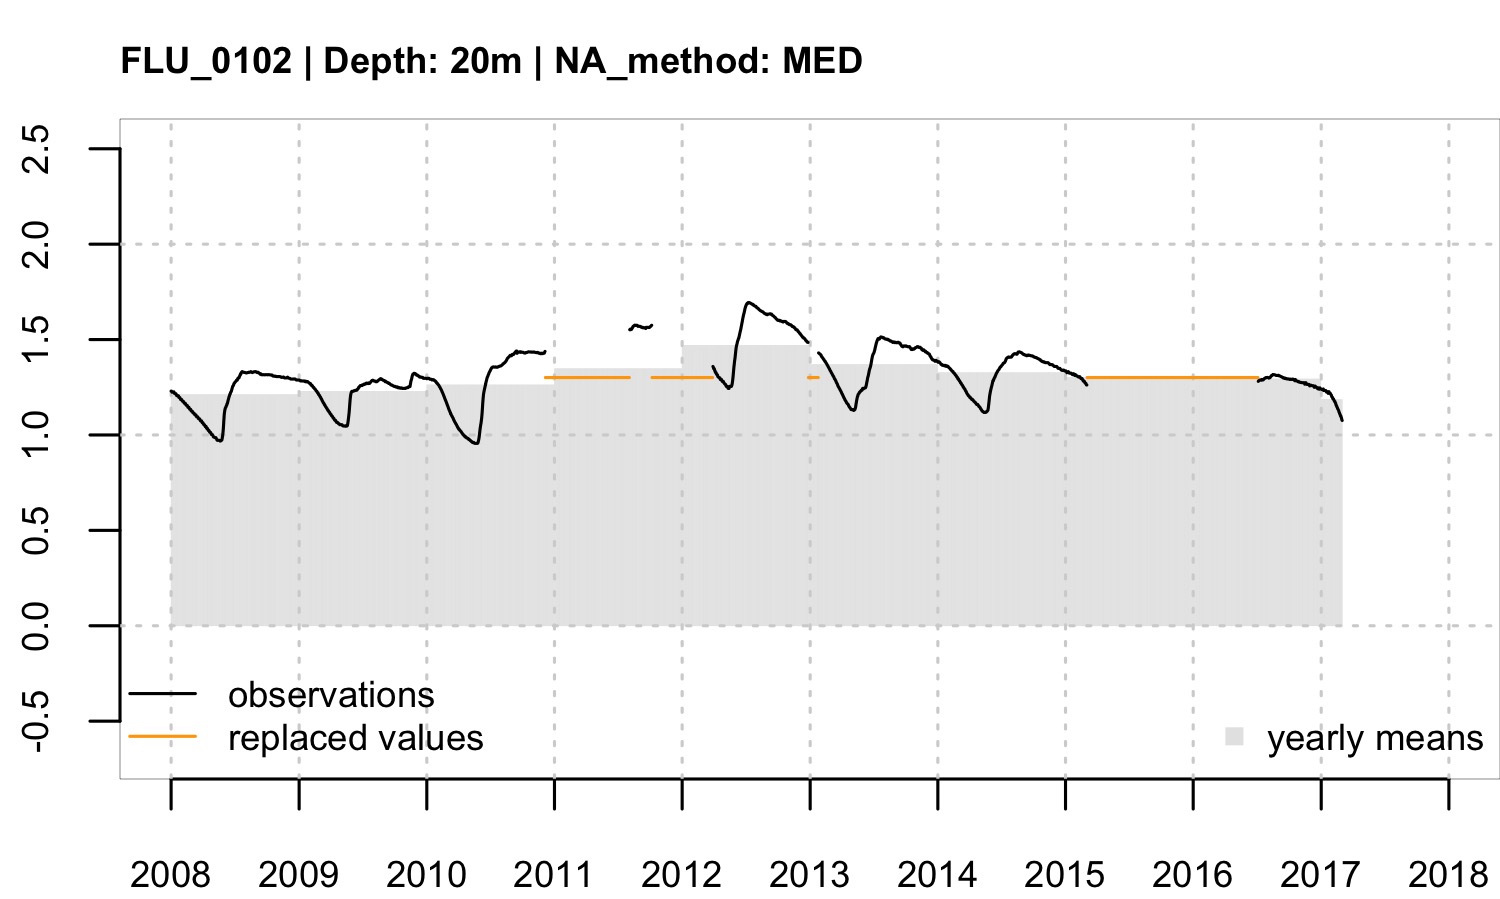 FLU_0102 | Depth: 20m | NA_method: MED
2.5
2.0
1.5
1.0
0.5
0.0
-0.5
observations
replaced values
yearly means
2008 2009 2010 2011 2012 2013 2014 2015 2016 2017 2018